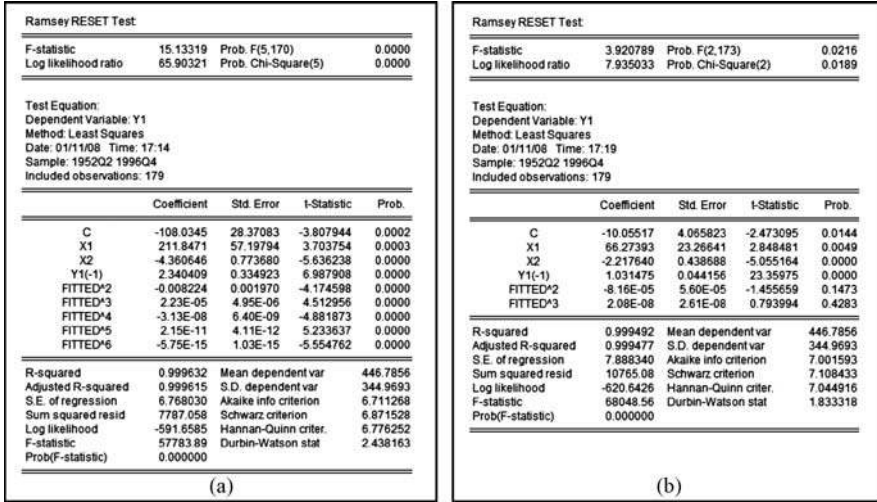 Ramsey RESET Test:
F-statistic 15.13319 Prob. F(5,170) 0.0000
Log likelihood ratio 65.90321 Prob. Chi-Square(5) 0.0000
Test Equation:
Dependent Variable: Y1
Method: Least Squares
Date: 01/11/08 Time: 17:14
Sample: 1952Q2 1996Q4
Included observations: 179
Coefficient Std. Error t-Statistic Prob.
C -108.0345 28.37083 -3.807944 0.0002
X1 211.8471 57.19794 3.703754 0.0003
X2 -4.360646 0.773680 -5.636238 0.0000
Y1(-1) 2.340409 0.334923 6.987908 0.0000
FITTED^2 -0.008224 0.001970 -4.174598 0.0000
FITTED^3 2.23E-05 4.95E-06 4.512956 0.0000
FITTED^4 -3.13E-08 6.40E-09 -4.881873 0.0000
FITTED^5 2.15E-11 4.11E-12 5.233637 0.0000
FITTED^6 -5.75E-15 1.03E-15 -5.554762 0.0000
R-squared 0.999632 Mean dependent var 446.7856
Adjusted R-squared 0.999615 S.D. dependent var 344.9693
S.E. of regression 6.768030 Akaike info criterion 6.711268
Sum squared resid 7787.058 Schwarz criterion 6.871528
Log likelihood -591.6585 Hannan-Quinn criter. 6.776252
F-statistic 57783.89 Durbin-Watson stat 2.438163
Prob(F-statistic) 0.000000
(a)
Ramsey RESET Test:
F-statistic 3.920789 Prob. F(2,173) 0.0216
Log likelihood ratio 7.935033 Prob. Chi-Square(2) 0.0189
Test Equation:
Dependent Variable: Y1
Method: Least Squares
Date: 01/11/08 Time: 17:19
Sample: 1952Q2 1996Q4
Included observations: 179
Coefficient Std. Error t-Statistic Prob.
C -10.05517 4.065823 -2.473095 0.0144
X1 66.27393 23.26641 2.848481 0.0049
X2 -2.217640 0.438688 -5.055164 0.0000
Y1(-1) 1.031475 0.044156 23.35975 0.0000
FITTED^2 -8.16E-05 5.60E-05 -1.455659 0.1473
FITTED^3 2.08E-08 2.61E-08 0.793994 0.4283
R-squared 0.999492 Mean dependent var 446.7856
Adjusted R-squared 0.999477 S.D. dependent var 344.9693
S.E. of regression 7.888340 Akaike info criterion 7.001593
Sum squared resid 10765.08 Schwarz criterion 7.108433
Log likelihood -620.6426 Hannan-Quinn criter. 7.044916
F-statistic 68048.56 Durbin-Watson stat 1.833318
Prob(F-statistic) 0.000000
(b)